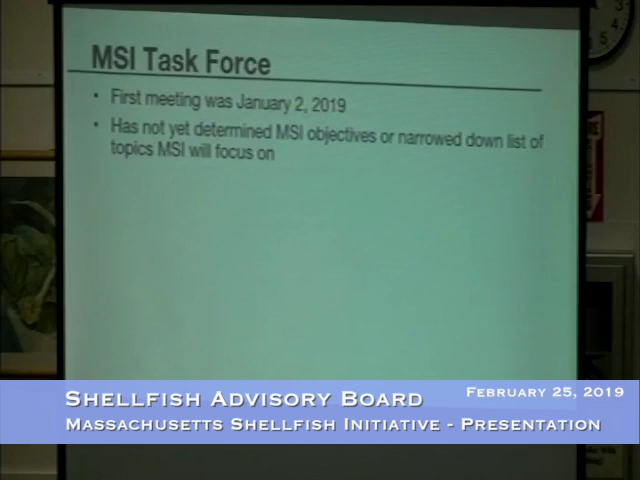 MSI Task Force
• First meeting was January 2, 2019
• Has not yet determined MSI objectives or narrowed down list of
topics MSI will focus on
Shellfish Advisory Board
February 25, 2019
Massachusetts Shellfish Initiative - Presentation